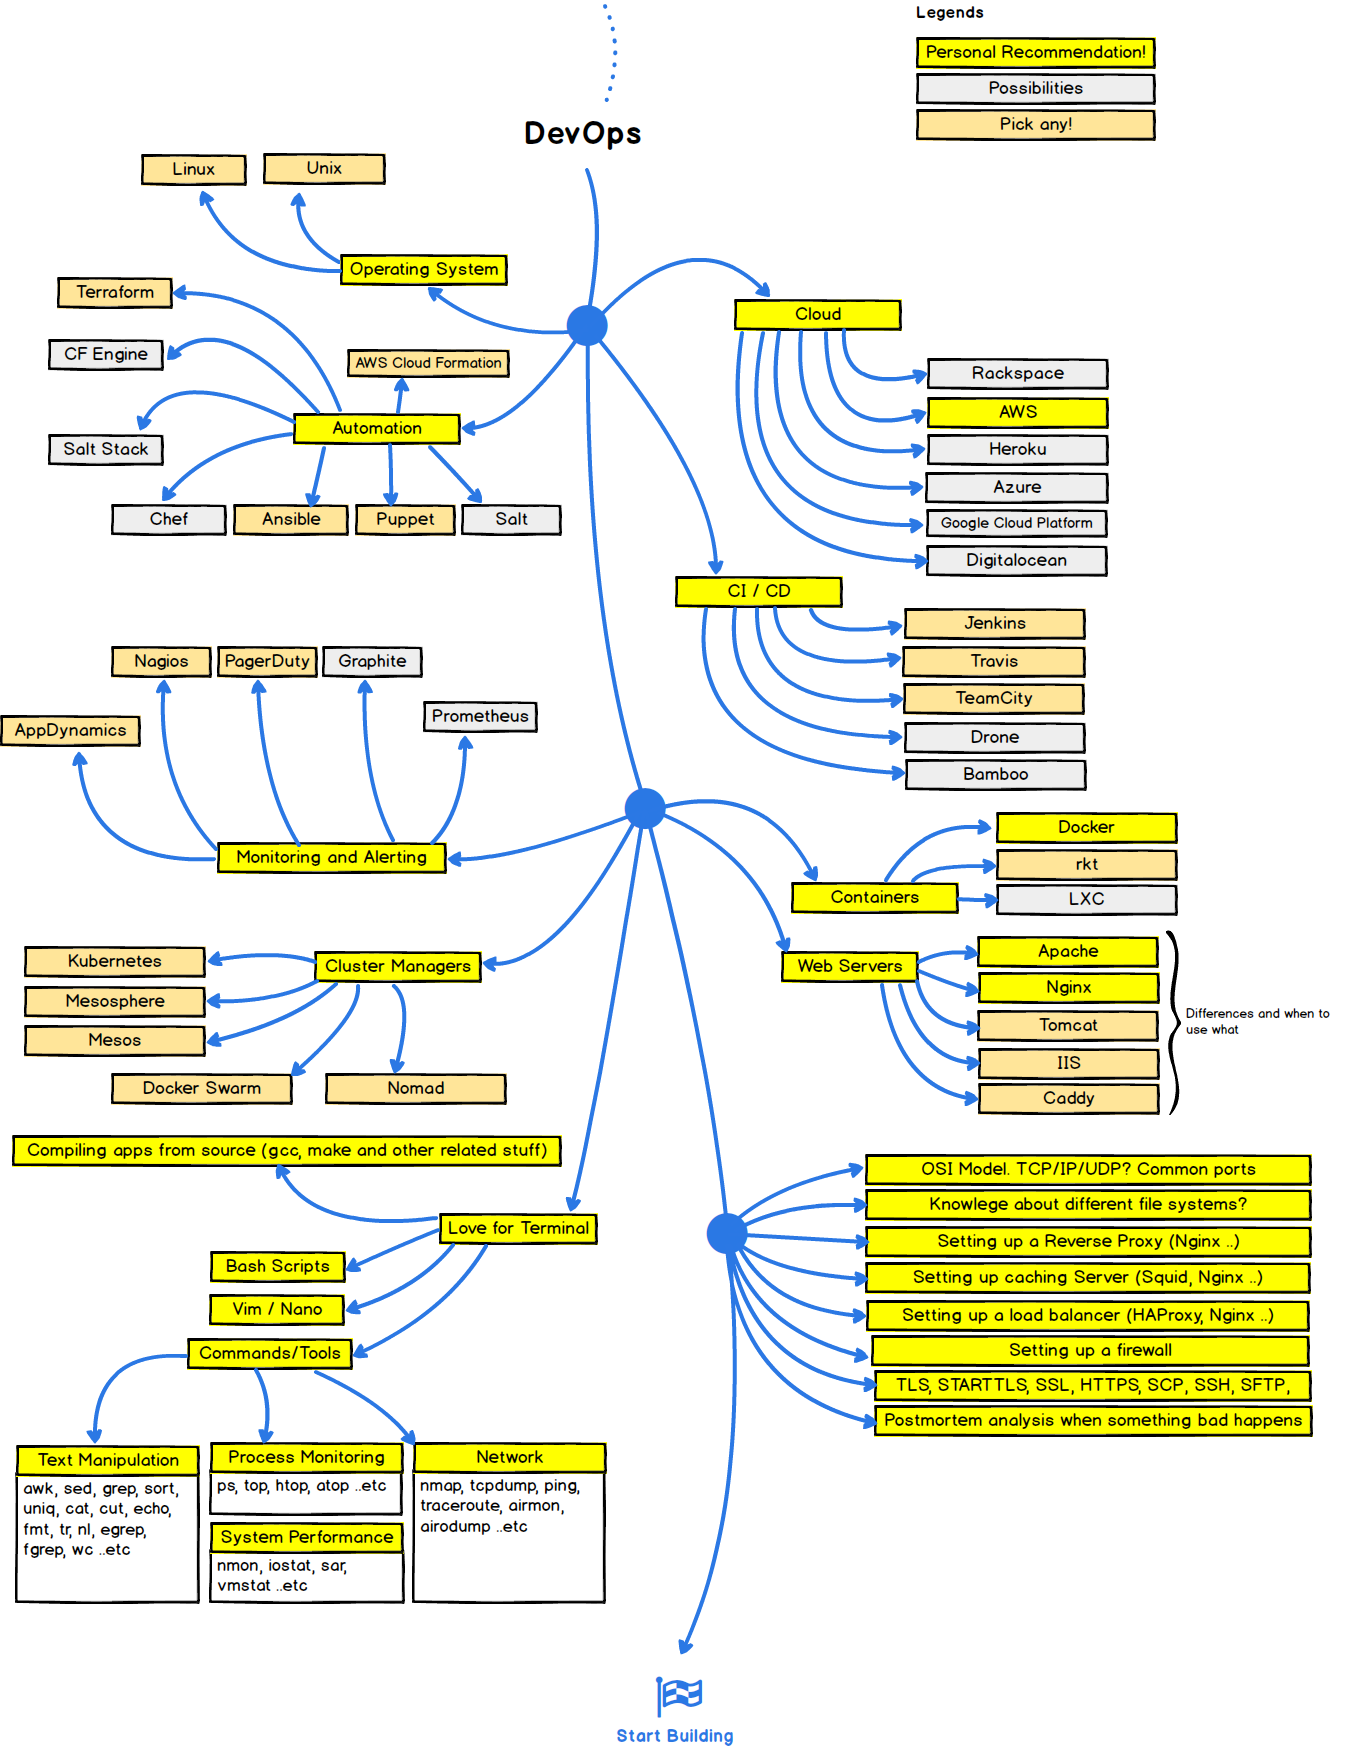 Legends
Personal Recommendation!
Possibilities
Pick any!
DevOps
Linux
Unix
Operating System
Terraform
CF Engine
AWS Cloud Formation
Automation
Salt Stack
Chef
Ansible
Puppet
Salt
Cloud
Rackspace
AWS
Heroku
Azure
Google Cloud Platform
Digitalocean
CI / CD
Jenkins
Travis
TeamCity
Drone
Bamboo
Nagios
PagerDuty
Graphite
Prometheus
AppDynamics
Monitoring and Alerting
Containers
Docker
rkt
LXC
Web Servers
Apache
Nginx
Tomcat
IIS
Caddy
Differences and when to
use what
Cluster Managers
Kubernetes
Mesosphere
Mesos
Docker Swarm
Nomad
Compiling apps from source (gcc, make and other related stuff)
Love for Terminal
Bash Scripts
Vim / Nano
Commands/Tools
Text Manipulation
awk, sed, grep, sort,
uniq, cat, cut, echo,
fmt, tr, nl, egrep,
fgrep, wc ..etc
Process Monitoring
ps, top, htop, atop ..etc
System Performance
nmon, iostat, sar,
vmstat ..etc
Network
nmap, tcpdump, ping,
traceroute, airmon,
airodump ..etc
OSI Model. TCP/IP/UDP? Common ports
Knowlege about different file systems?
Setting up a Reverse Proxy (Nginx ..)
Setting up caching Server (Squid, Nginx ..)
Setting up a load balancer (HAProxy, Nginx ..)
Setting up a firewall
TLS, STARTTLS, SSL, HTTPS, SCP, SSH, SFTP,
Postmortem analysis when something bad happens
Start Building